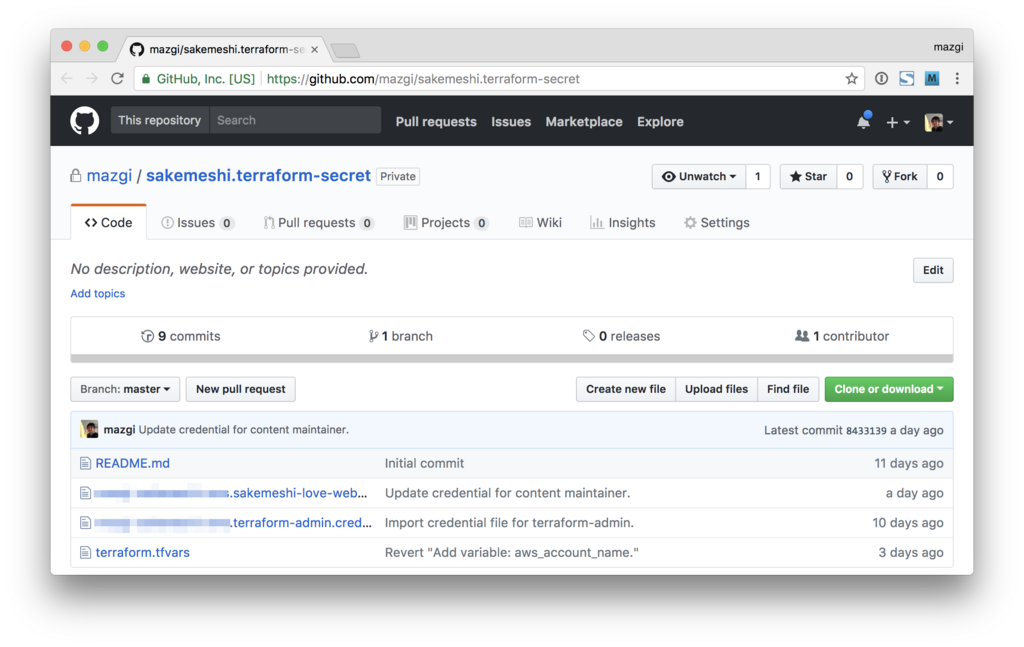 mazgi/sakemeshi.terraform-se
mazgi
GitHub, Inc. [US] https://github.com/mazgi/sakemeshi.terraform-secret
This repository Search Pull requests Issues Marketplace Explore
mazgi / sakemeshi.terraform-secret Private Unwatch 1 Star 0 Fork 0
Code Issues 0 Pull requests 0 Projects 0 Wiki Insights Settings
No description, website, or topics provided. Edit
Add topics
9 commits 1 branch 0 releases 1 contributor
Branch: master New pull request Create new file Upload files Find file Clone or download
mazgi Update credential for content maintainer. Latest commit 8433139 a day ago
README.md Initial commit 11 days ago
.sakemeshi-love-web... Update credential for content maintainer. a day ago
.terraform-admin.cred... Import credential file for terraform-admin. 10 days ago
terraform.tfvars Revert "Add variable: aws_account_name." 3 days ago